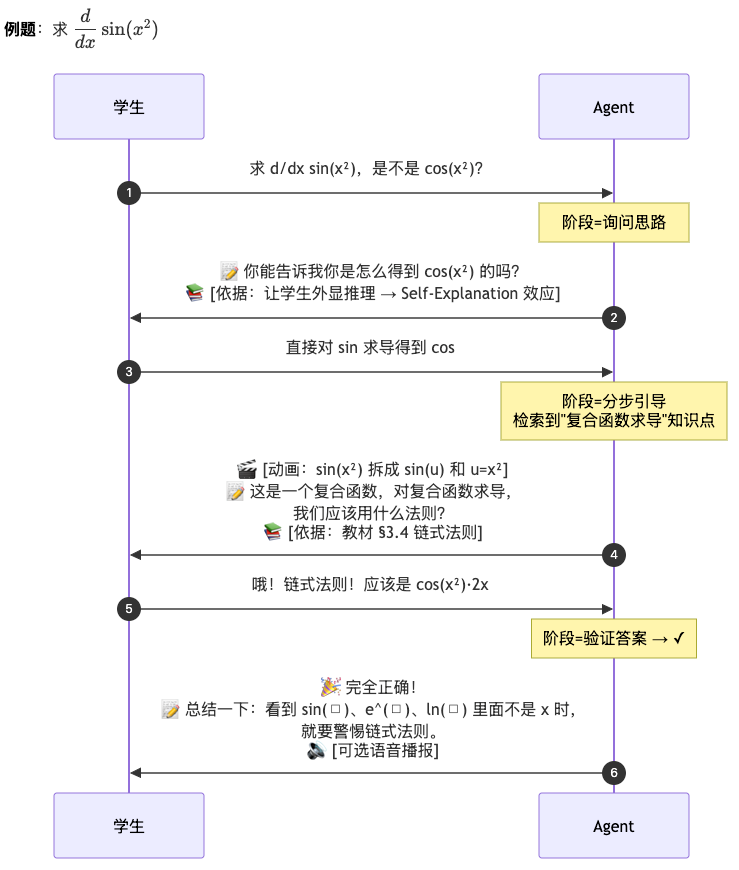 例题：求 d/dx sin(x²)
学生
Agent
求 d/dx sin(x²)，是不是 cos(x²)？
1
阶段=询问思路
📝 你能告诉我你是怎么得到 cos(x²) 的吗？
📚 [依据：让学生外显推理 → Self-Explanation 效应]
2
直接对 sin 求导得到 cos
3
阶段=分步引导
检索到"复合函数求导"知识点
🎬 [动画：sin(x²) 拆成 sin(u) 和 u=x²]
📝 这是一个复合函数，对复合函数求导，
我们应该用什么法则？
📚 [依据：教材 §3.4 链式法则]
4
哦！链式法则！应该是 cos(x²)·2x
5
阶段=验证答案 → ✓
🎉 完全正确！
📝 总结一下：看到 sin(□)、e^(□)、ln(□) 里面不是 x 时，
就要警惕链式法则。
🔊 [可选语音播报]
6
学生
Agent